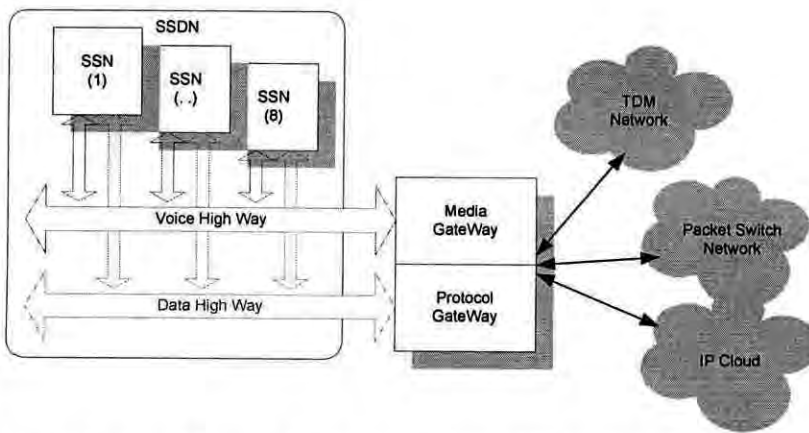 SSDN
SSN
(1)
SSN
(. .)
SSN
(8)
Voice High Way
Data High Way
Media
GateWay
Protocol
GateWay
TDM
Network
Packet Switch
Network
IP Cloud